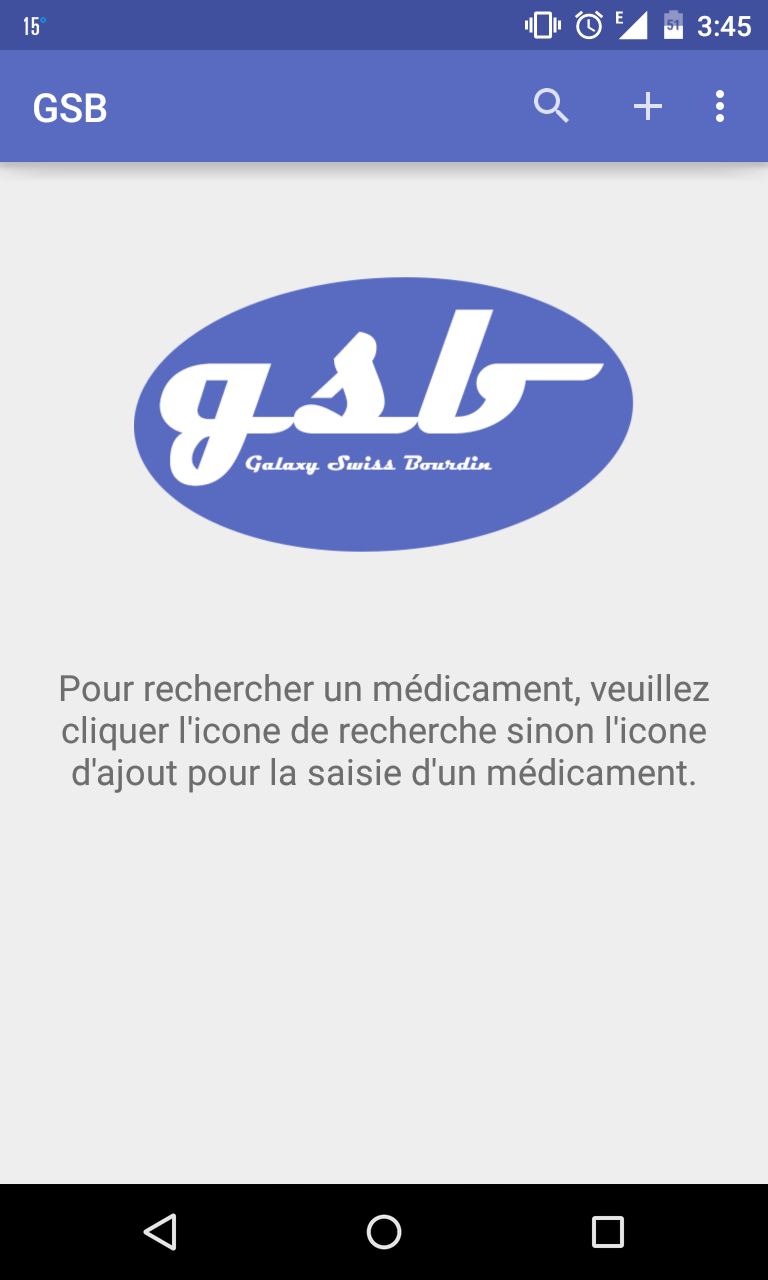 15°
E
51
3:45
GSB
gsb
Galaxy Swiss Bourdin
Pour rechercher un médicament, veuillez
cliquer l'icone de recherche sinon l'icone
d'ajout pour la saisie d'un médicament.